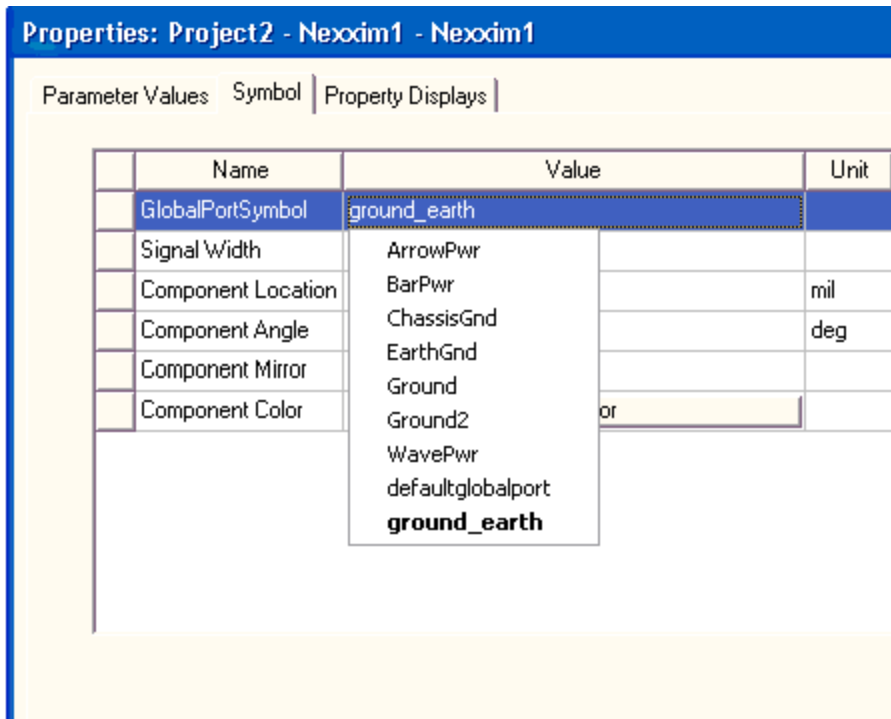 Properties: Project2 - Nexxim1 - Nexxim1
Parameter Values Symbol Property Displays
Name Value Unit
GlobalPortSymbol ground_earth
Signal Width
Component Location mil
Component Angle deg
Component Mirror
Component Color or
ArrowPwr
BarPwr
ChassisGnd
EarthGnd
Ground
Ground2
WavePwr
defaultglobalport
ground_earth